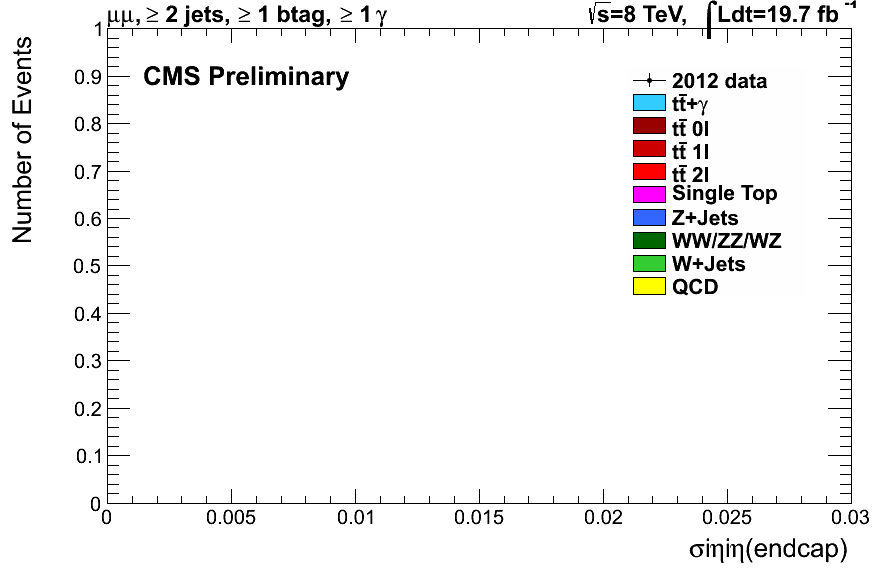 μμ, ≥ 2 jets, ≥ 1 btag, ≥ 1 γ
√s=8 TeV, ∫Ldt=19.7 fb⁻¹
CMS Preliminary
2012 data
tt̄+γ
tt̄ 0l
tt̄ 1l
tt̄ 2l
Single Top
Z+Jets
WW/ZZ/WZ
W+Jets
QCD
Number of Events
1
0.9
0.8
0.7
0.6
0.5
0.4
0.3
0.2
0.1
0
0 0.005 0.01 0.015 0.02 0.025 0.03
σiηiη(endcap)